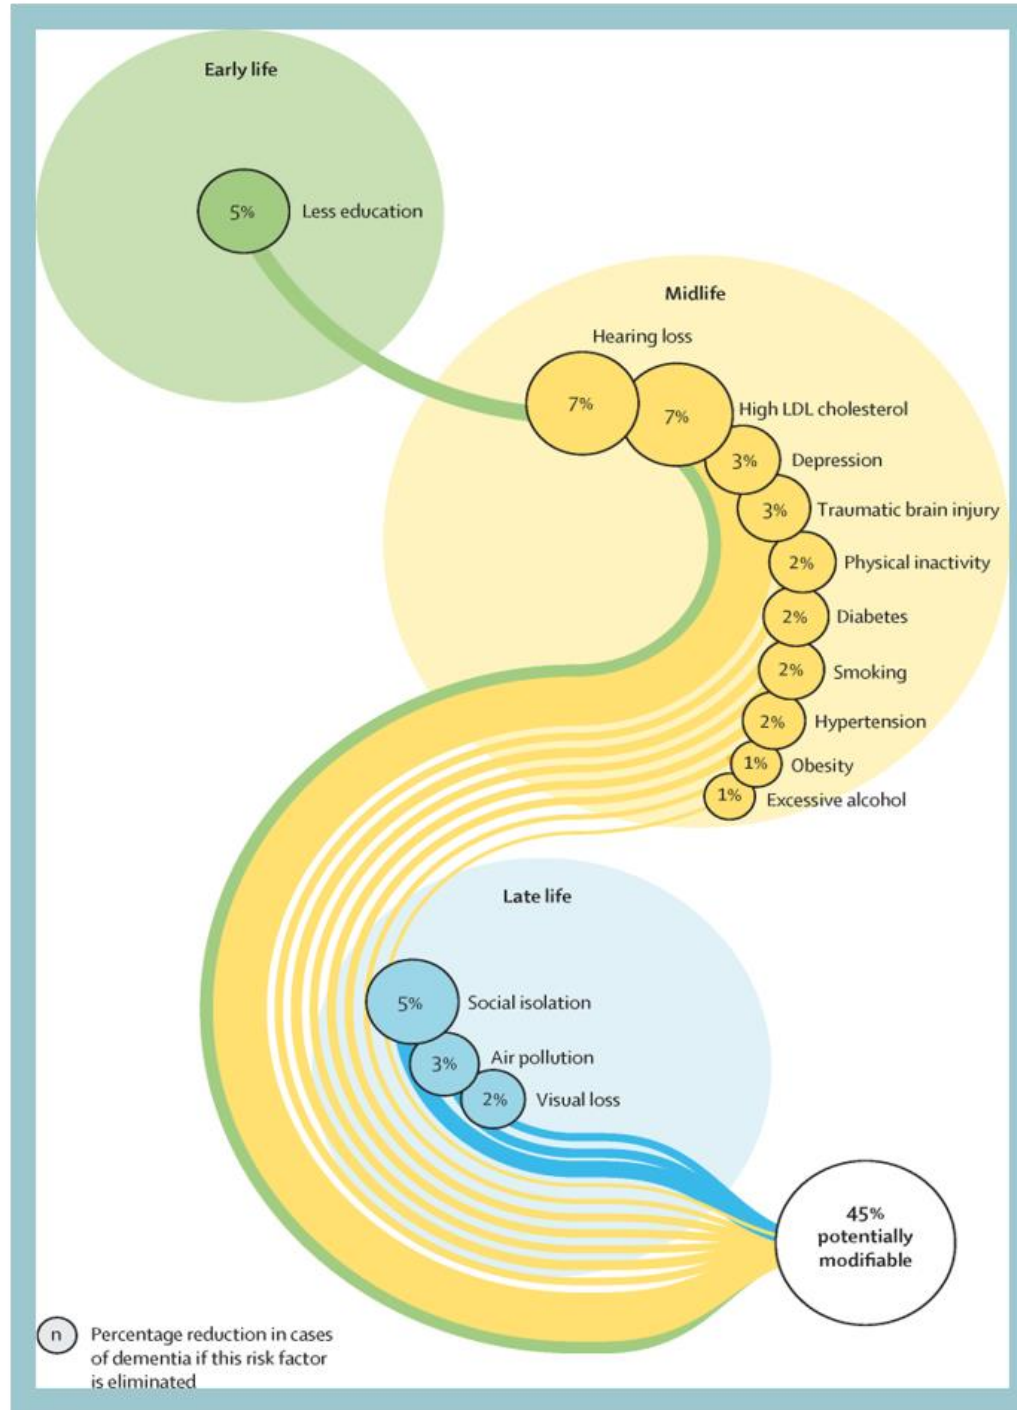 Early life
5%
Less education
Midlife
Hearing loss
7%
7%
High LDL cholesterol
3%
Depression
3%
Traumatic brain injury
2%
Physical inactivity
2%
Diabetes
2%
Smoking
2%
Hypertension
1%
Obesity
1%
Excessive alcohol
Late life
5%
Social isolation
3%
Air pollution
2%
Visual loss
45%
potentially
modifiable
n
Percentage reduction in cases
of dementia if this risk factor
is eliminated